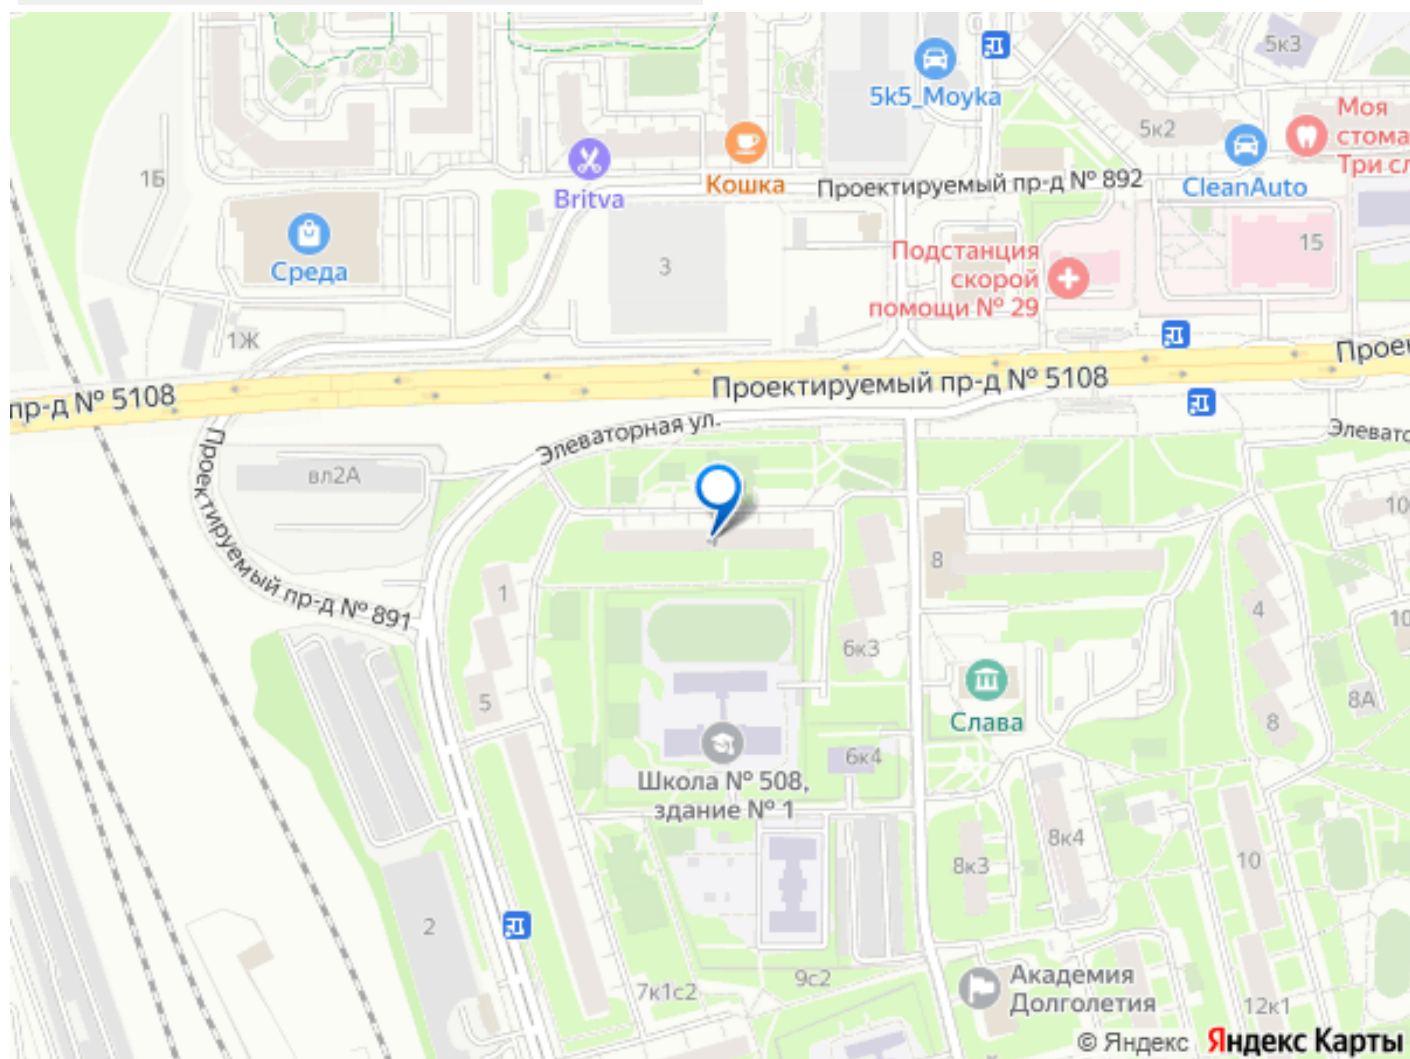 5к3
5k5_Moyka
5к2
Моя
стома
Три сл
1Б
Britva
Кошка
Проектируемый пр-д № 892
CleanAuto
Среда
3
Подстанция
скорой
помощи № 29
15
1Ж
Проек
пр-д № 5108
Проектируемый пр-д № 5108
Элеваторная ул.
Элеватс
Проектируемый пр-д № 891
вл2А
4
10
8
1
4
10
6к3
5
Слава
8А
8
6к4
Школа № 508,
здание № 1
8к4
8к3
10
2
9с2
7к1с2
Академия
Долголетия
12к1
© Яндекс Яндекс Карты